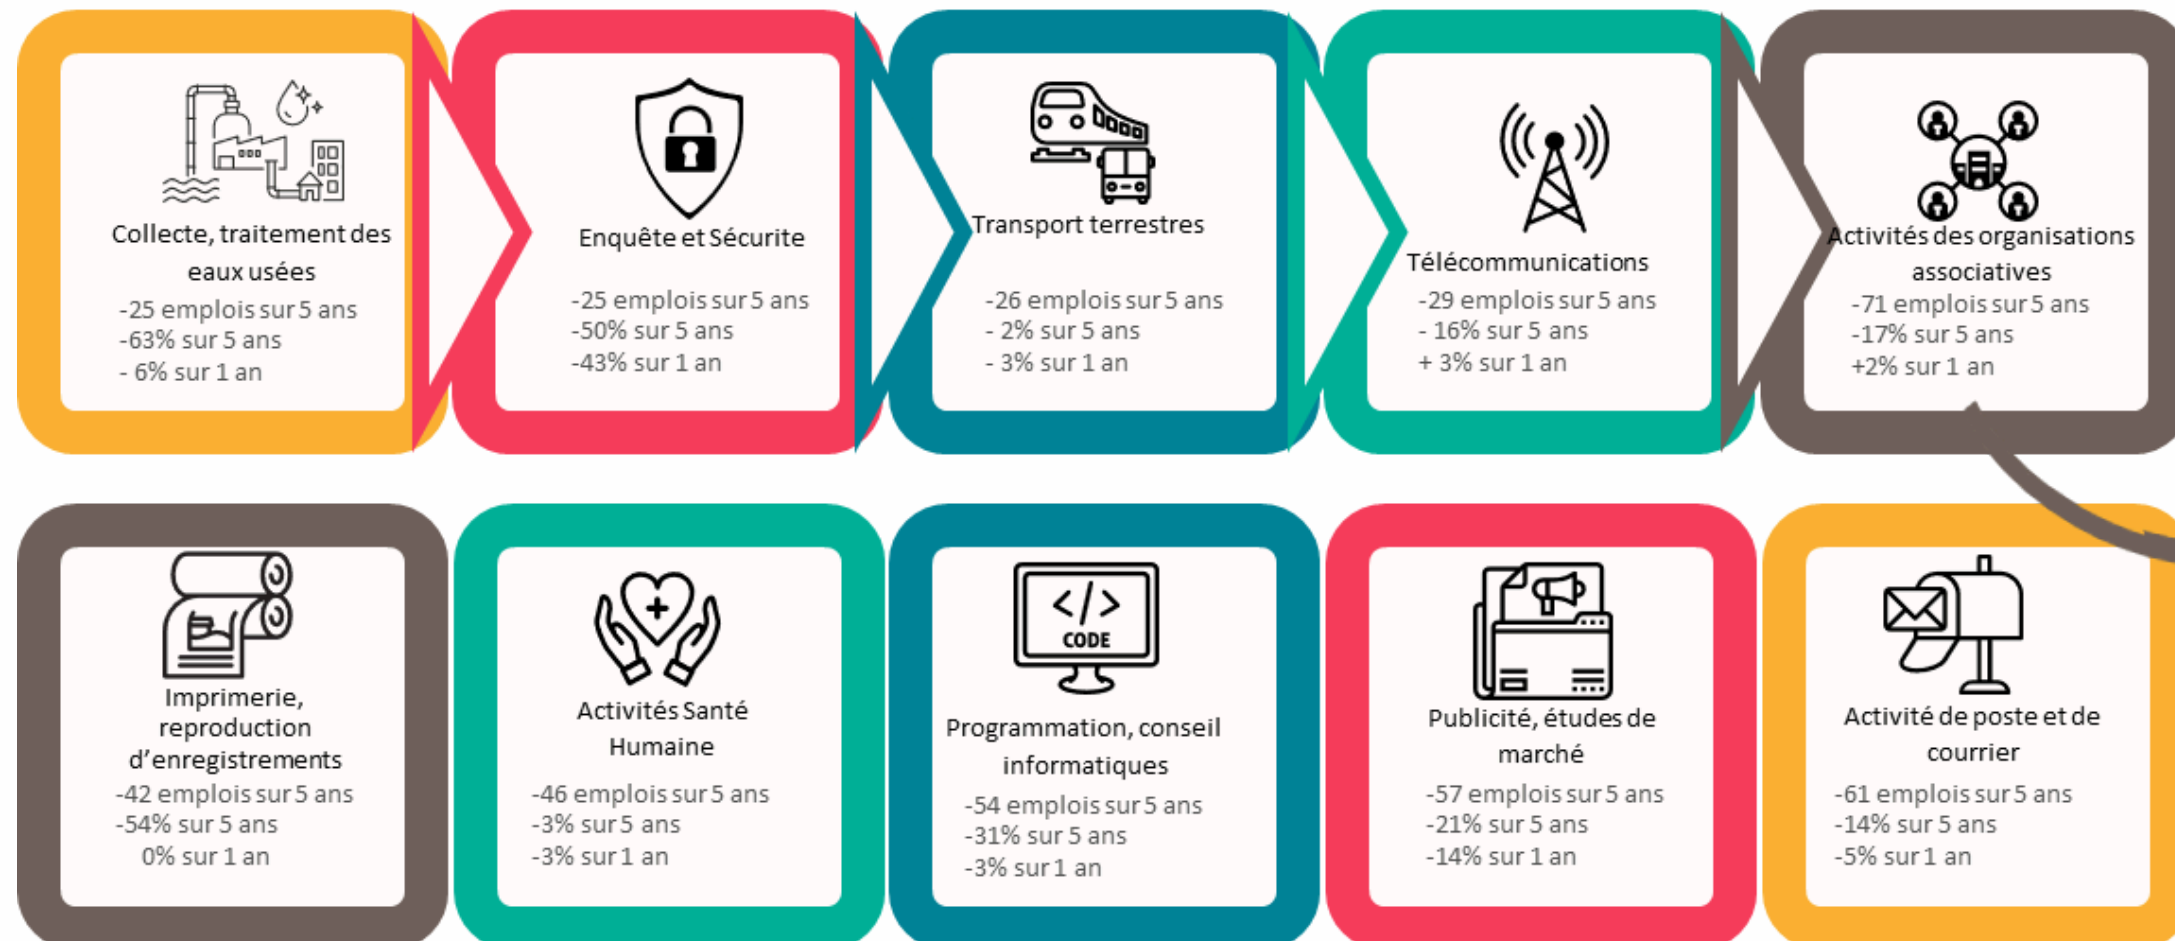 Collecte, traitement des
eaux usées
-25 emplois sur 5 ans
-63% sur 5 ans
- 6% sur 1 an
Enquête et Sécurite
-25 emplois sur 5 ans
-50% sur 5 ans
-43% sur 1 an
Transport terrestres
-26 emplois sur 5 ans
- 2% sur 5 ans
- 3% sur 1 an
Télécommunications
-29 emplois sur 5 ans
- 16% sur 5 ans
+ 3% sur 1 an
Activités des organisations
associatives
-71 emplois sur 5 ans
-17% sur 5 ans
+2% sur 1 an
Imprimerie,
reproduction
d’enregistrements
-42 emplois sur 5 ans
-54% sur 5 ans
0% sur 1 an
Activités Santé
Humaine
-46 emplois sur 5 ans
-3% sur 5 ans
-3% sur 1 an
</>
CODE
Programmation, conseil
informatiques
-54 emplois sur 5 ans
-31% sur 5 ans
-3% sur 1 an
Publicité, études de
marché
-57 emplois sur 5 ans
-21% sur 5 ans
-14% sur 1 an
Activité de poste et de
courrier
-61 emplois sur 5 ans
-14% sur 5 ans
-5% sur 1 an